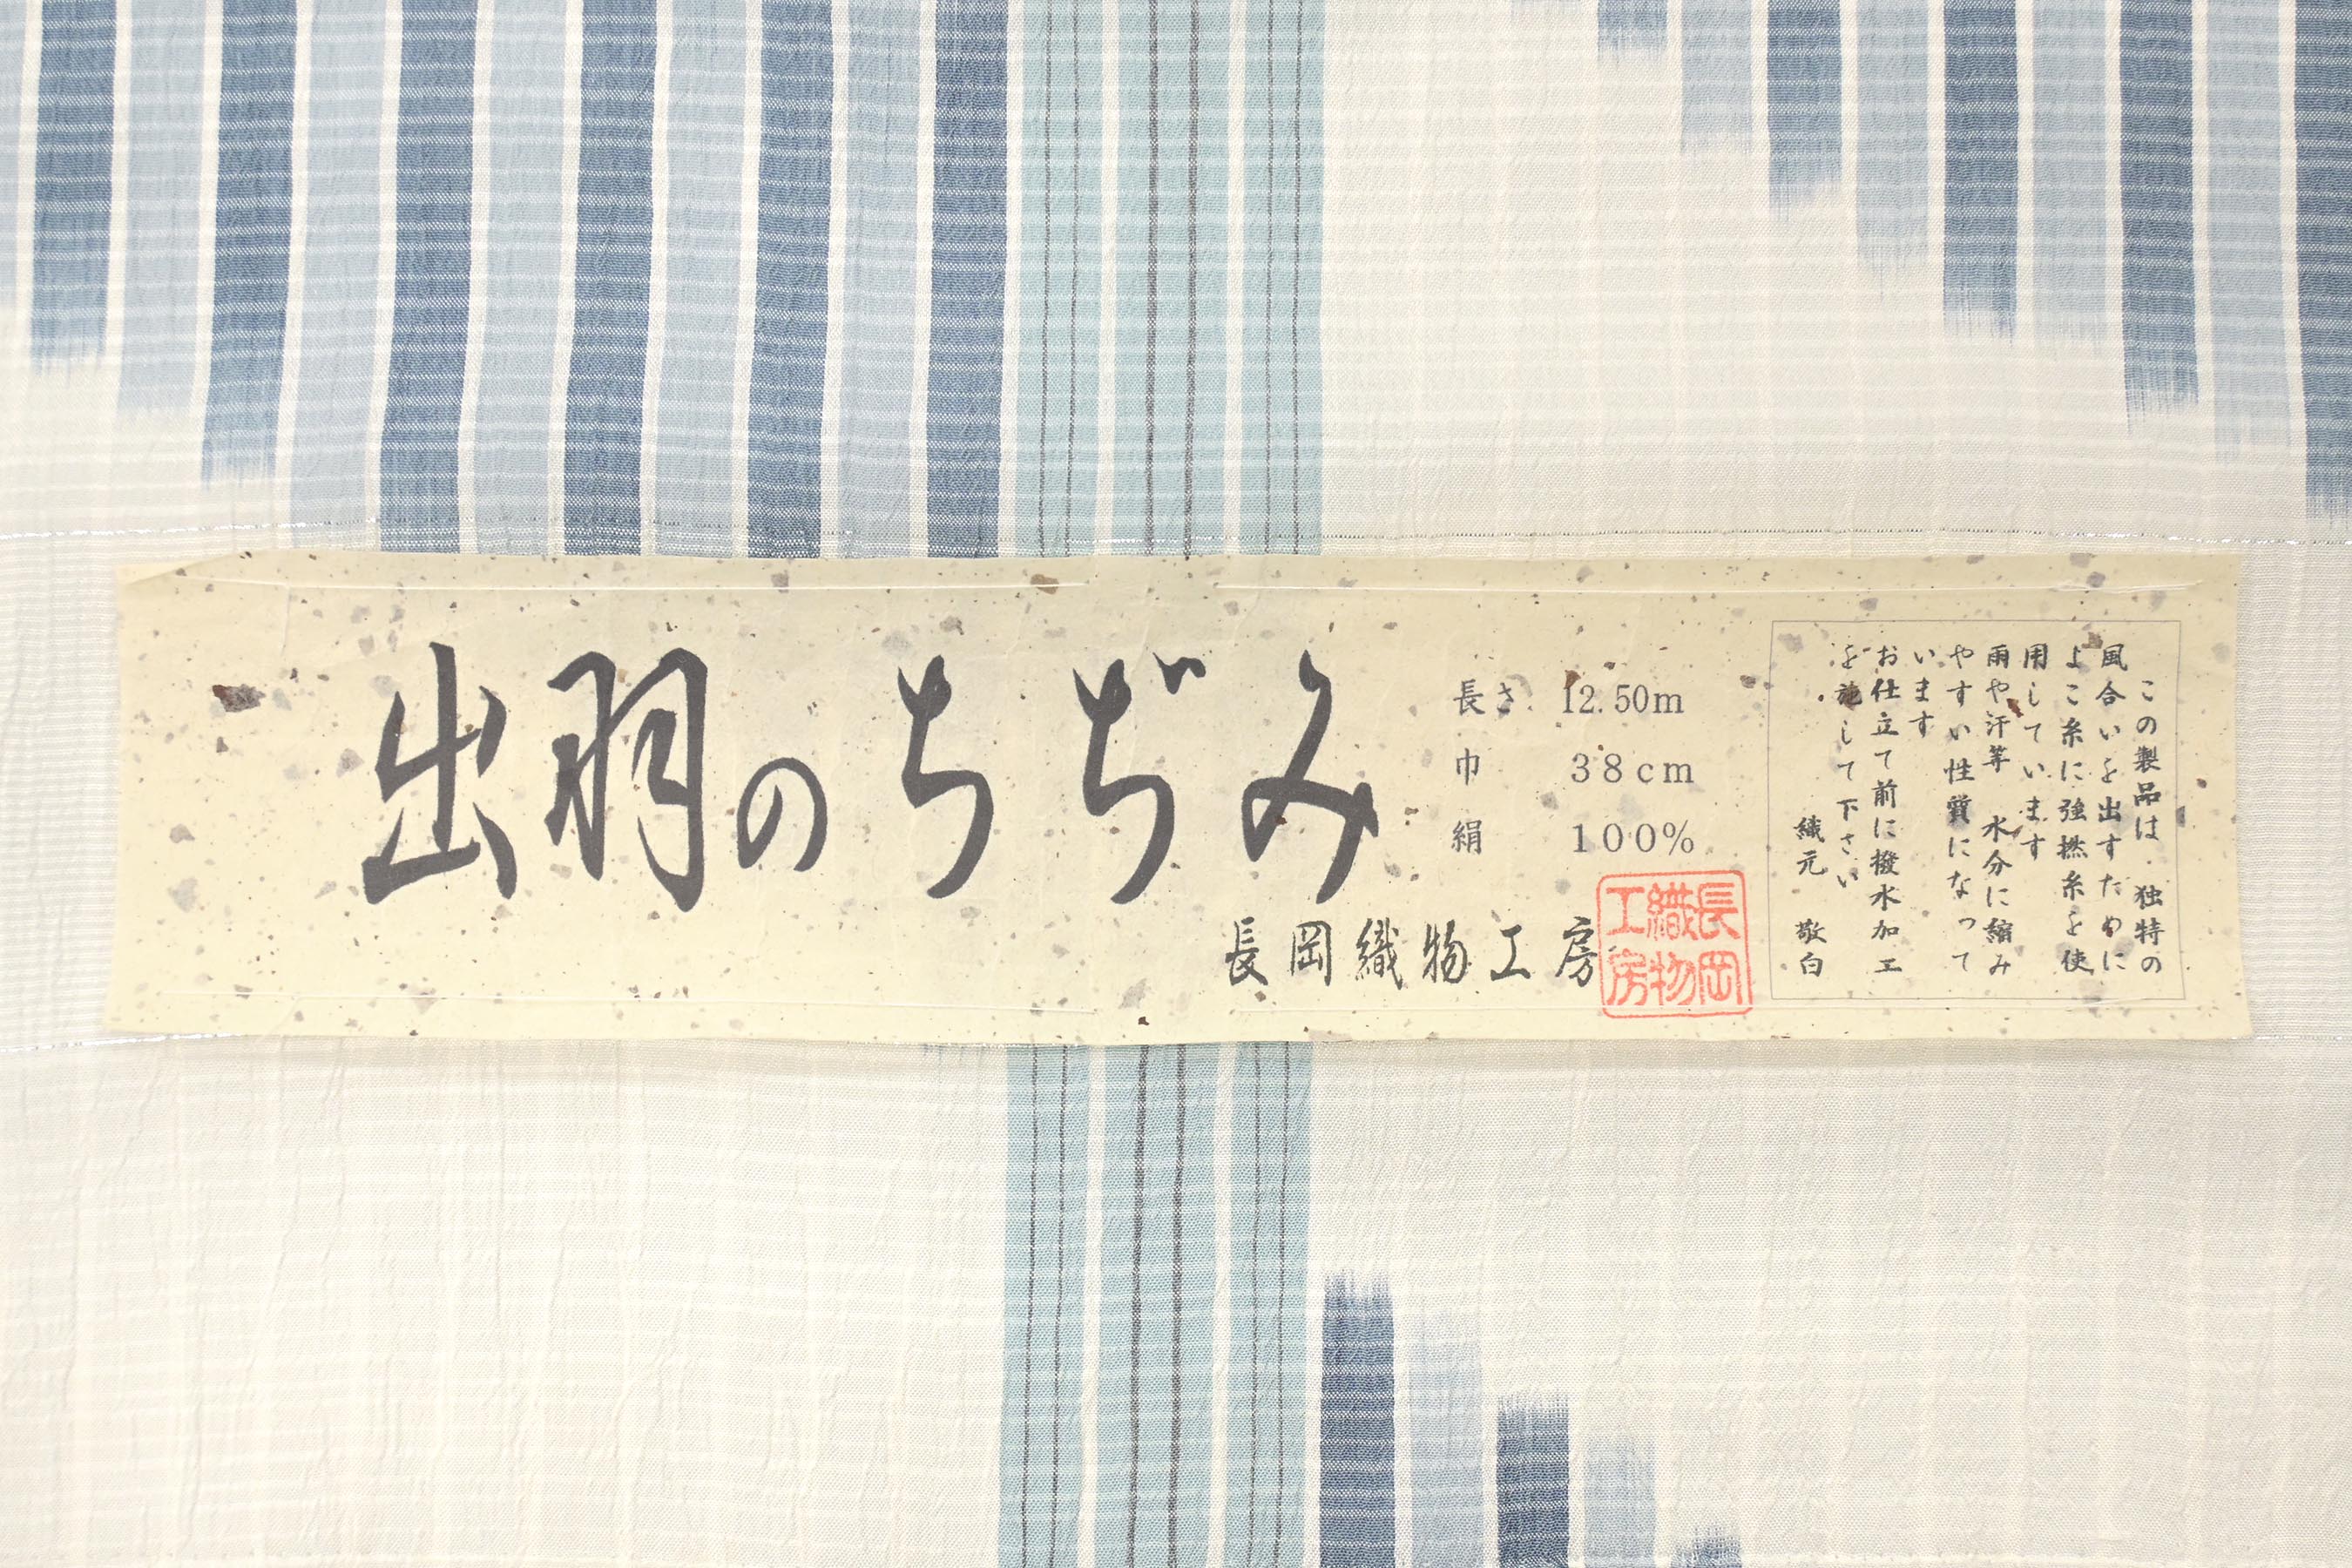 出羽のちぢみ
長さ 12.50m
巾 38cm
絹 100%
長岡織物工房
長岡
織物
工房
この製品は 独特の
風合いを出すために
よこ糸に強撚糸を使
用しています
雨や汗等 水分に縮み
やすい性質になって
います
お仕立て前に撥水加工
を施して下さい
織元 敬白